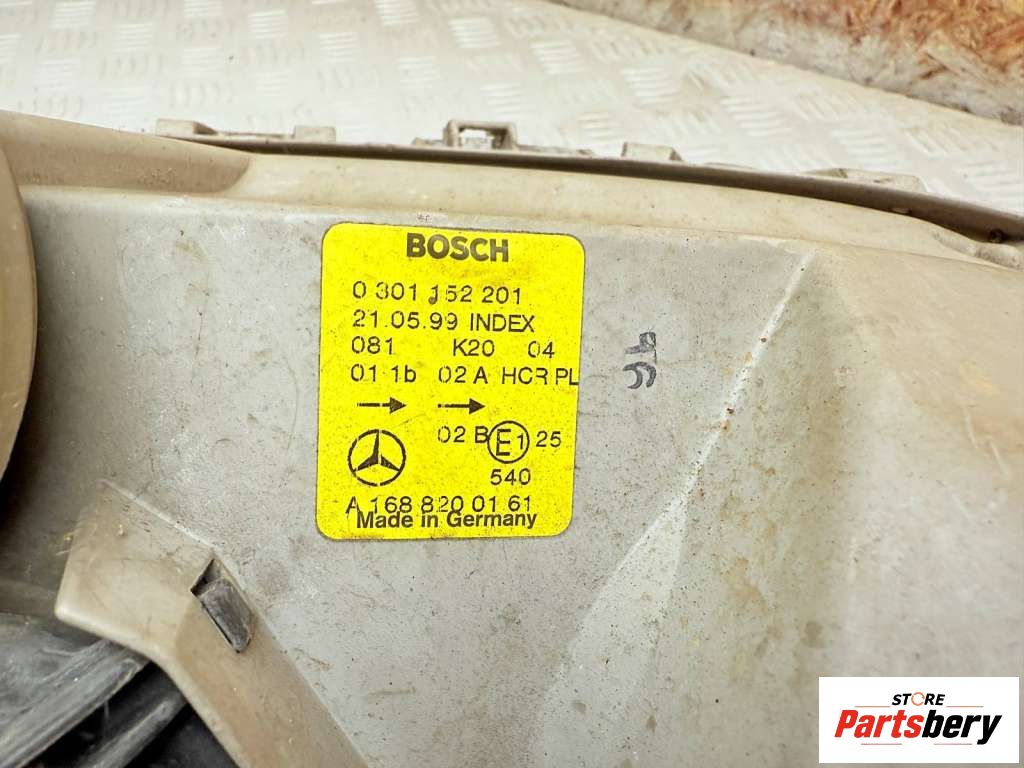 BOSCH
0 301 152 201
21.05.99 INDEX
081 K20 04
01 1b 02 A HCR PL
02 B E1 25
540
A 168 820 01 61
Made in Germany
STORE
Partsbery